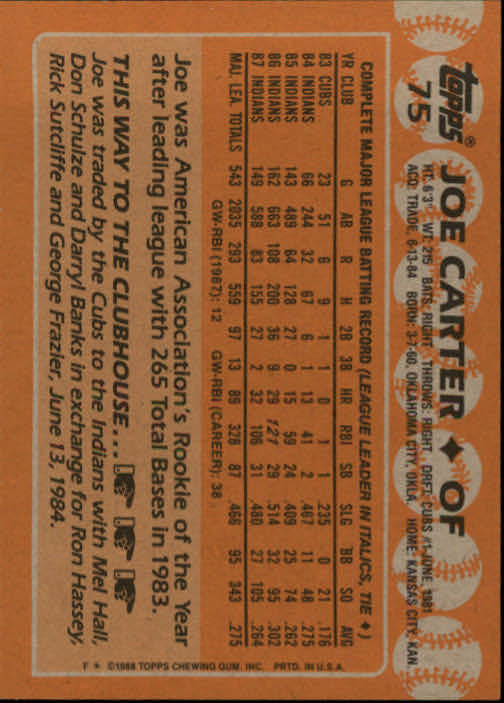 topps®
75
JOE CARTER ♦ OF
HT: 6'3" WT: 215 BATS: RIGHT THROWS: RIGHT DRFT: CUBS #1-JUNE, 1981
ACQ: TRADE, 6-13-84 BORN: 3-7-60, OKLAHOMA CITY, OKLA. HOME: KANSAS CITY, KAN.
COMPLETE MAJOR LEAGUE BATTING RECORD (LEAGUE LEADER IN ITALICS, TIE ♦)
YR CLUB G AB R H 2B 3B HR RBI SB SLG BB SO AVG
83 CUBS 23 51 6 9 1 1 0 1 1 .235 0 21 .176
84 INDIANS 66 244 32 67 6 1 13 41 2 .467 11 48 .275
85 INDIANS 143 489 64 128 27 0 15 59 24 .409 25 74 .262
86 INDIANS 162 663 108 200 36 9 29 121 29 .514 32 95 .302
87 INDIANS 149 588 83 155 27 2 32 106 31 .480 27 105 .264
MAJ. LEA. TOTALS 543 2035 293 559 97 13 89 328 87 .466 95 343 .275
GW-RBI (1987): 12 GW-RBI (CAREER): 38
Joe was American Association's Rookie of the Year
after leading league with 265 Total Bases in 1983.
THIS WAY TO THE CLUBHOUSE...
Joe was traded by the Cubs to the Indians with Mel Hall,
Don Schulze and Darryl Banks in exchange for Ron Hassey,
Rick Sutcliffe and George Frazier, June 13, 1984.
F * ©1988 TOPPS CHEWING GUM, INC. PRTD. IN U.S.A.